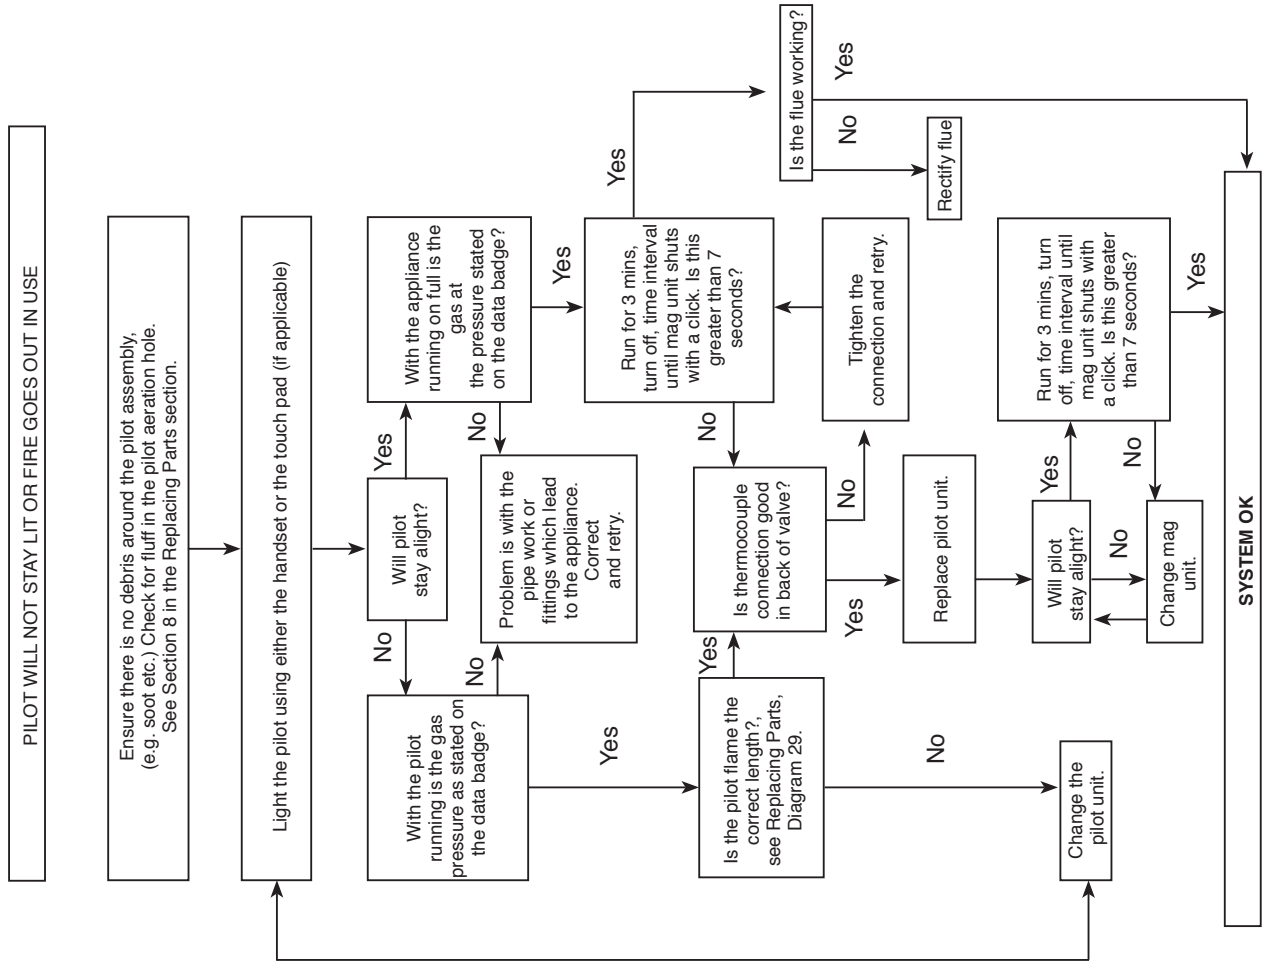 PILOT WILL NOT STAY LIT OR FIRE GOES OUT IN USE
Ensure there is no debris around the pilot assembly,
(e.g. soot etc.) Check for fluff in the pilot aeration hole.
See Section 8 in the Replacing Parts section.
Light the pilot using either the handset or the touch pad (if applicable)
Will pilot
stay alight?
No
Yes
With the pilot
running is the gas
pressure as stated on
the data badge?
With the appliance
running on full is the
gas at
the pressure stated
on the data badge?
No
No
Problem is with the
pipe work or
fittings which lead
to the appliance.
Correct
and retry.
Yes
Yes
Run for 3 mins,
turn off, time interval
until mag unit shuts
with a click. Is this
greater than 7
seconds?
Yes
Is the flue working?
No
Yes
Rectify flue
Is the pilot flame the
correct length?,
see Replacing Parts,
Diagram 29.
Yes
No
Is thermocouple
connection good
in back of valve?
No
Tighten the
connection and retry.
Yes
No
Replace pilot unit.
Will pilot
stay alight?
Yes
Run for 3 mins, turn
off, time interval until
mag unit shuts with
a click. Is this greater
than 7 seconds?
No
No
Change mag
unit.
Yes
Change the
pilot unit.
SYSTEM OK